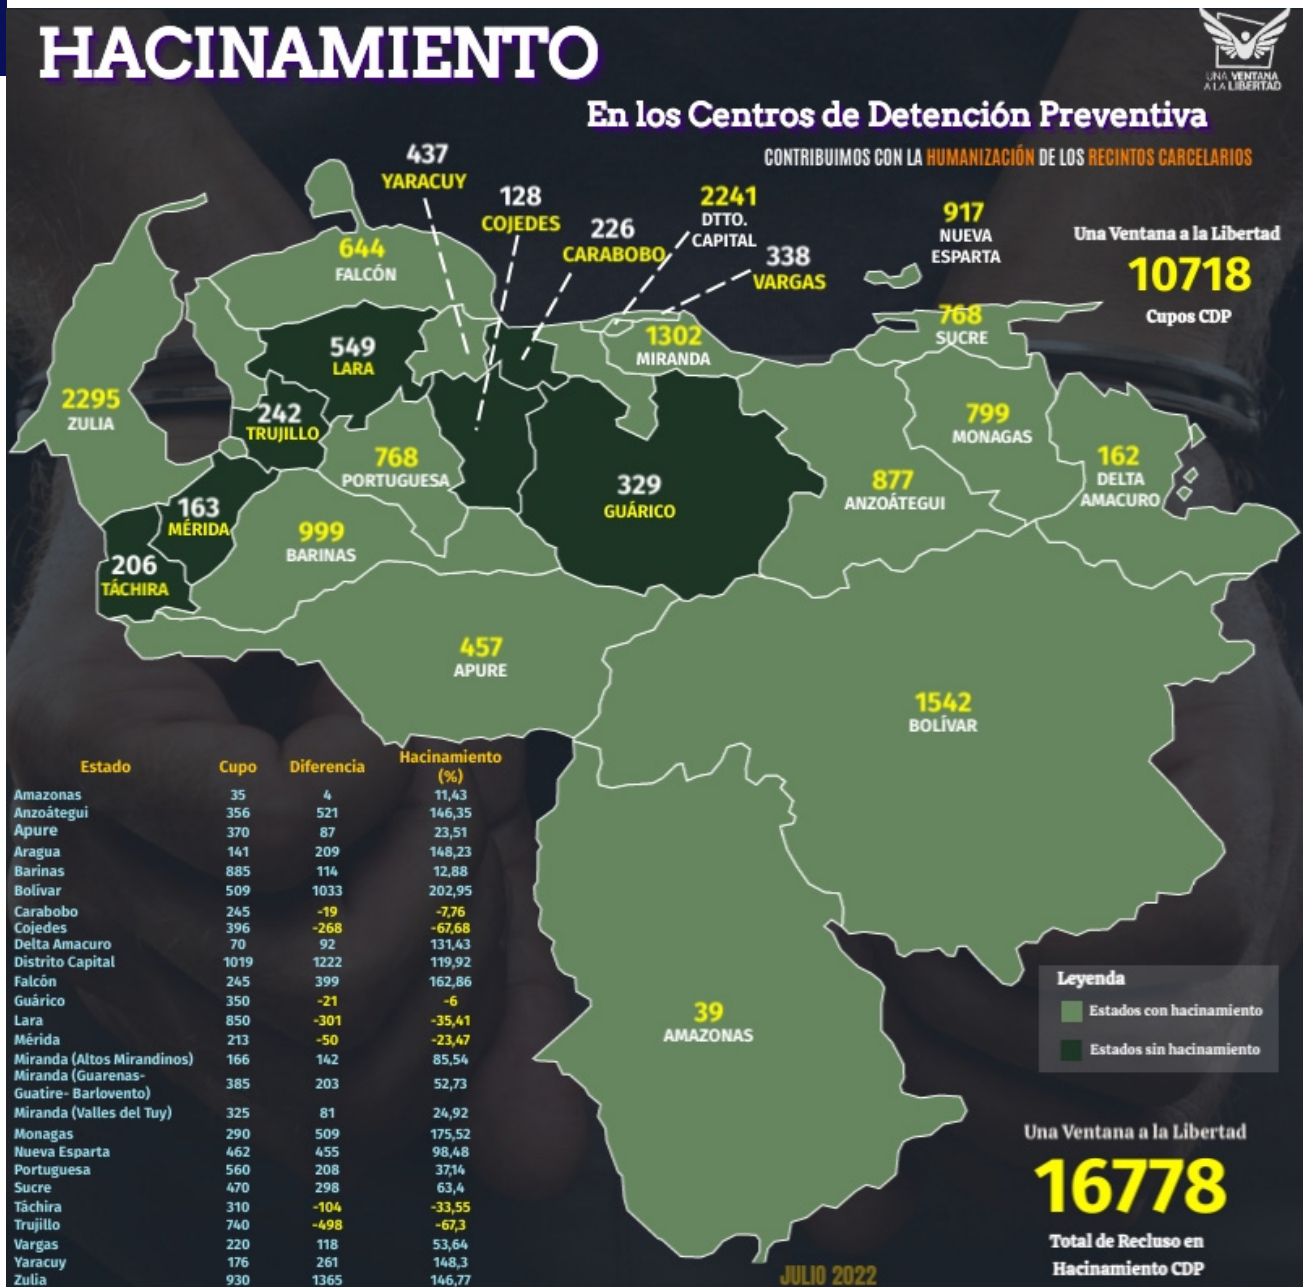 HACINAMIENTO
UNA VENTANA
A LA LIBERTAD
En los Centros de Detención Preventiva
CONTRIBUIMOS CON LA HUMANIZACIÓN DE LOS RECINTOS CARCELARIOS
437
YARACUY
128
COJEDES
226
CARABOBO
2241
DTTO.
CAPITAL
338
VARGAS
917
NUEVA
ESPARTA
Una Ventana a la Libertad
10718
Cupos CDP
644
FALCÓN
549
LARA
1302
MIRANDA
768
SUCRE
2295
ZULIA
242
TRUJILLO
768
PORTUGUESA
329
GUÁRICO
877
ANZOÁTEGUI
799
MONAGAS
162
DELTA
AMACURO
163
MÉRIDA
999
BARINAS
206
TÁCHIRA
457
APURE
1542
BOLÍVAR
39
AMAZONAS
Estado Cupo Diferencia Hacinamiento
(%)
Amazonas 35 4 11,43
Anzoátegui 356 521 146,35
Apure 370 87 23,51
Aragua 141 209 148,23
Barinas 885 114 12,88
Bolívar 509 1033 202,95
Carabobo 245 -19 -7,76
Cojedes 396 -268 -67,68
Delta Amacuro 70 92 131,43
Distrito Capital 1019 1222 119,92
Falcón 245 399 162,86
Guárico 350 -21 -6
Lara 850 -301 -35,41
Mérida 213 -50 -23,47
Miranda (Altos Mirandinos) 166 142 85,54
Miranda (Guarenas-
Guatire- Barlovento) 385 203 52,73
Miranda (Valles del Tuy) 325 81 24,92
Monagas 290 509 175,52
Nueva Esparta 462 455 98,48
Portuguesa 560 208 37,14
Sucre 470 298 63,4
Táchira 310 -104 -33,55
Trujillo 740 -498 -67,3
Vargas 220 118 53,64
Yaracuy 176 261 148,3
Zulia 930 1365 146,77
Leyenda
Estados con hacinamiento
Estados sin hacinamiento
Una Ventana a la Libertad
16778
Total de Recluso en
Hacinamiento CDP
JULIO 2022